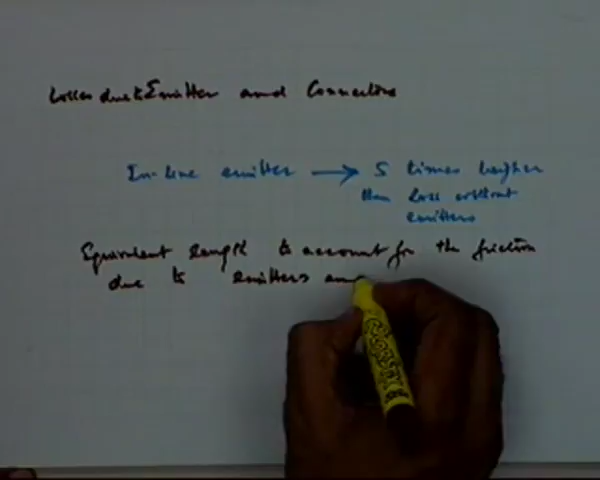 Losses due to Emitter and Connectors
In-line emitter → 5 times higher
than loss without
emitters
Equivalent length to account for the friction
due to emitters and